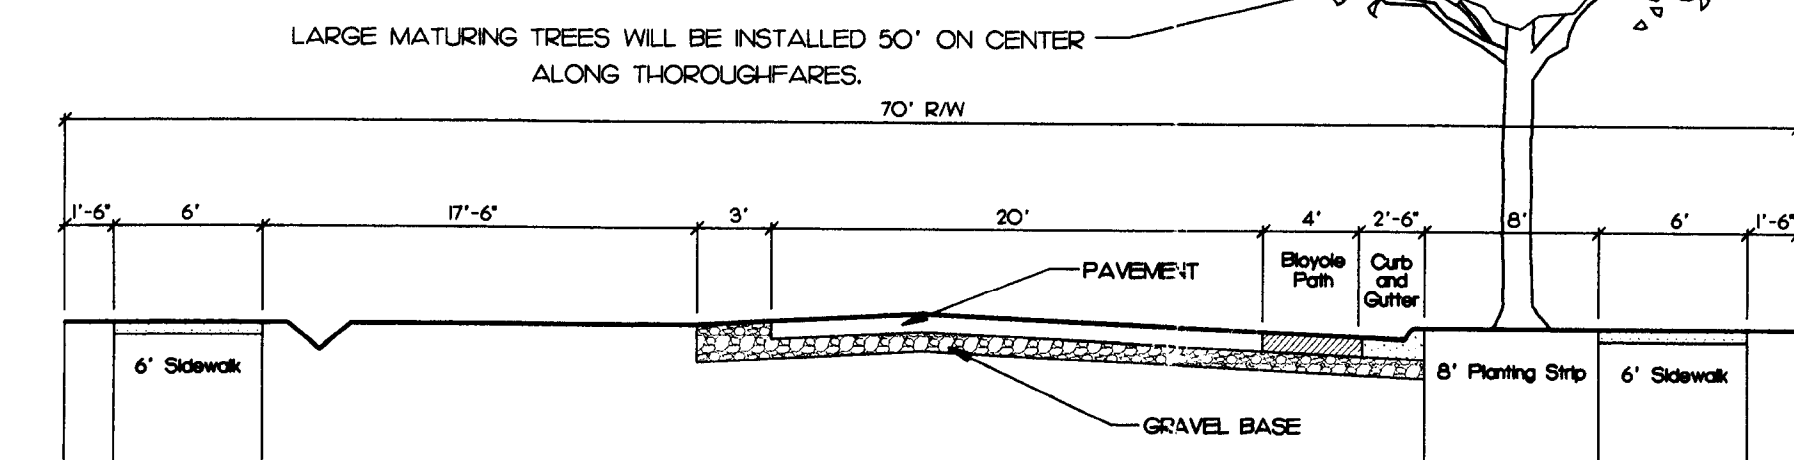 LARGE MATURING TREES WILL BE INSTALLED 50' ON CENTER
ALONG THOROUGHFARES.
70' R/W
1'-6" 6' 17'-6" 3' 20' 4' 2'-6" 8' 6' 1'-6"
PAVEMENT
Bicycle
Path
Curb
and
Gutter
6' Sidewalk
8' Planting Strip
6' Sidewalk
GRAVEL BASE